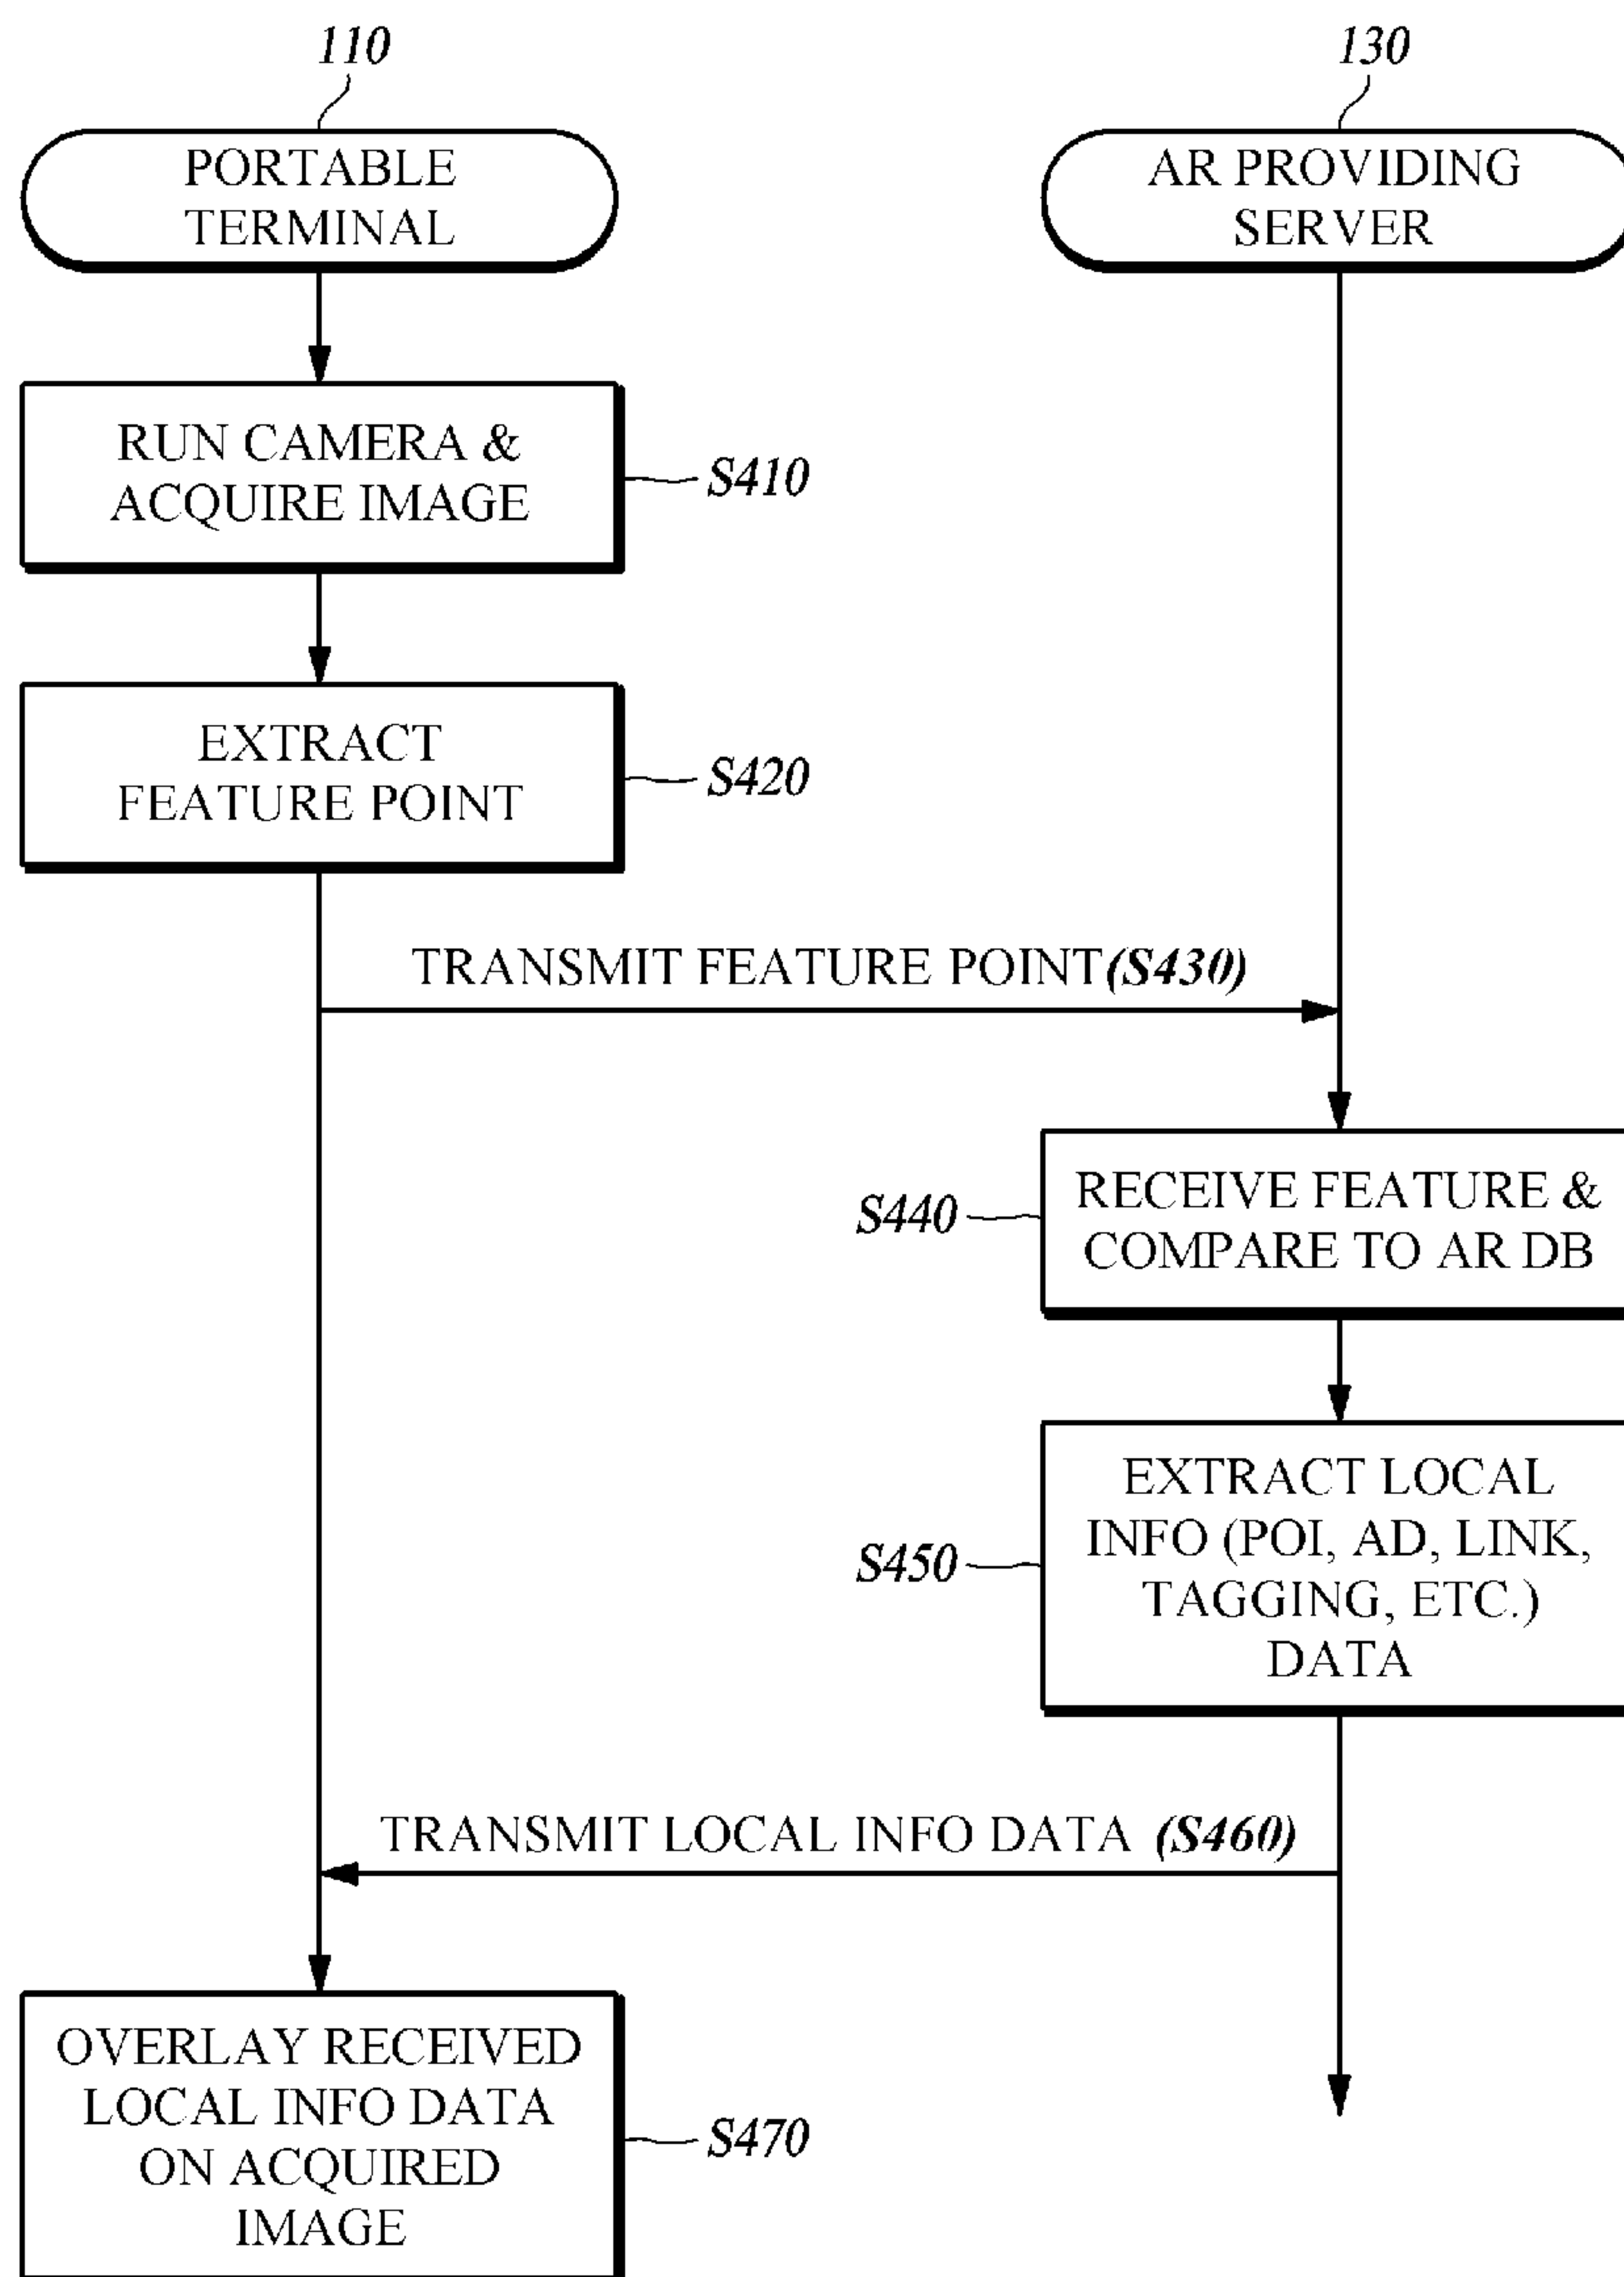 110
130
PORTABLE
TERMINAL
AR PROVIDING
SERVER
RUN CAMERA &
ACQUIRE IMAGE
S410
EXTRACT
FEATURE POINT
S420
TRANSMIT FEATURE POINT(S430)
S440
RECEIVE FEATURE &
COMPARE TO AR DB
S450
EXTRACT LOCAL
INFO (POI, AD, LINK,
TAGGING, ETC.)
DATA
TRANSMIT LOCAL INFO DATA (S460)
OVERLAY RECEIVED
LOCAL INFO DATA
ON ACQUIRED
IMAGE
S470